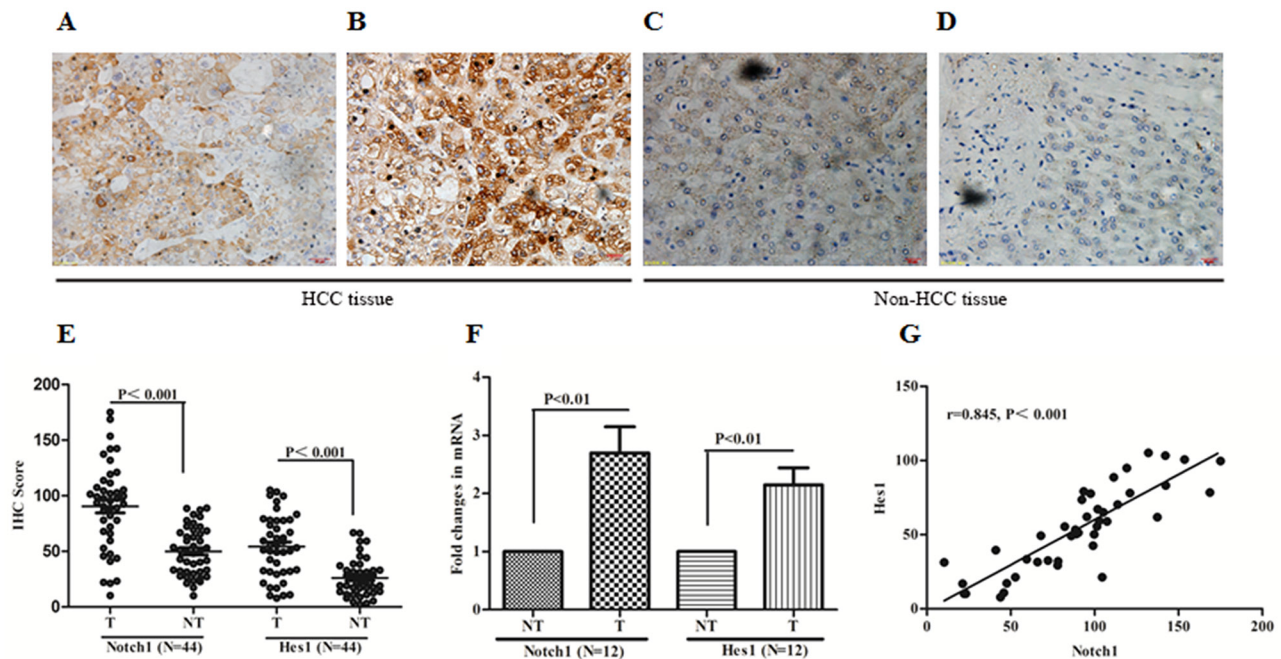 A B C D
HCC tissue Non-HCC tissue
E F G
IHC Score
200
150
100
50
0
P< 0.001
P< 0.001
T NT T NT
Notch1 (N=44) Hes1 (N=44)
Fold changes in mRNA
4
3
2
1
0
P<0.01
P<0.01
NT T NT T
Notch1 (N=12) Hes1 (N=12)
Hes1
150
100
50
0
r=0.845, P< 0.001
0 50 100 150 200
Notch1